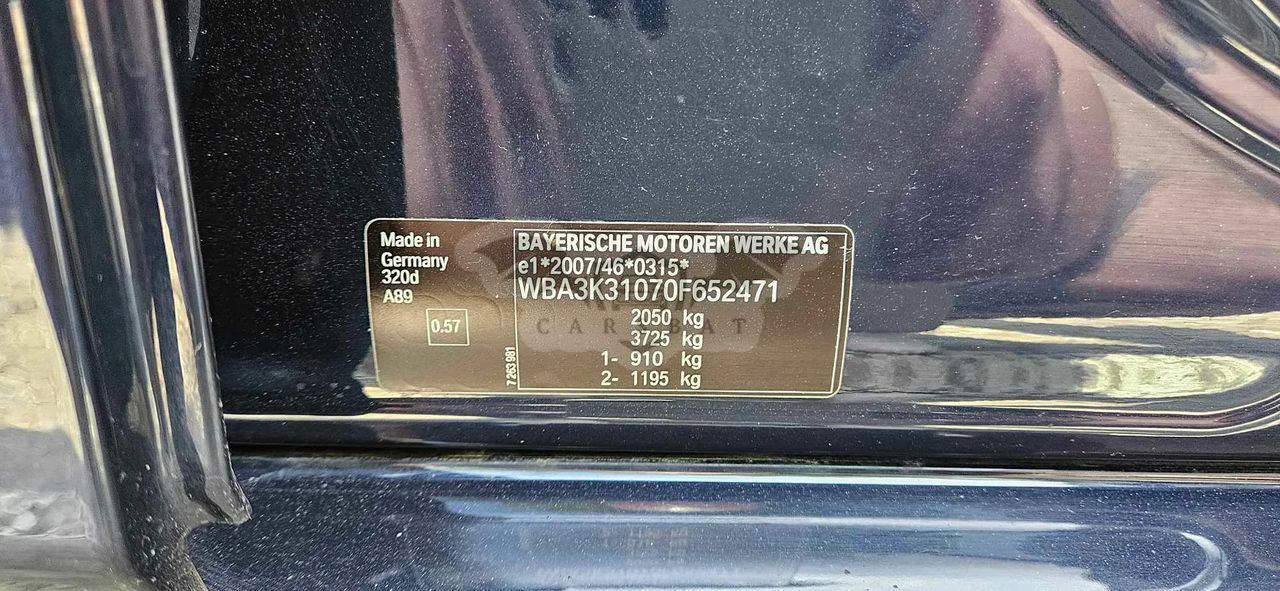 Made in
Germany
320d
A89
0.57
7 263 981
BAYERISCHE MOTOREN WERKE AG
e1*2007/46*0315*
WBA3K31070F652471
2050 kg
3725 kg
1- 910 kg
2- 1195 kg